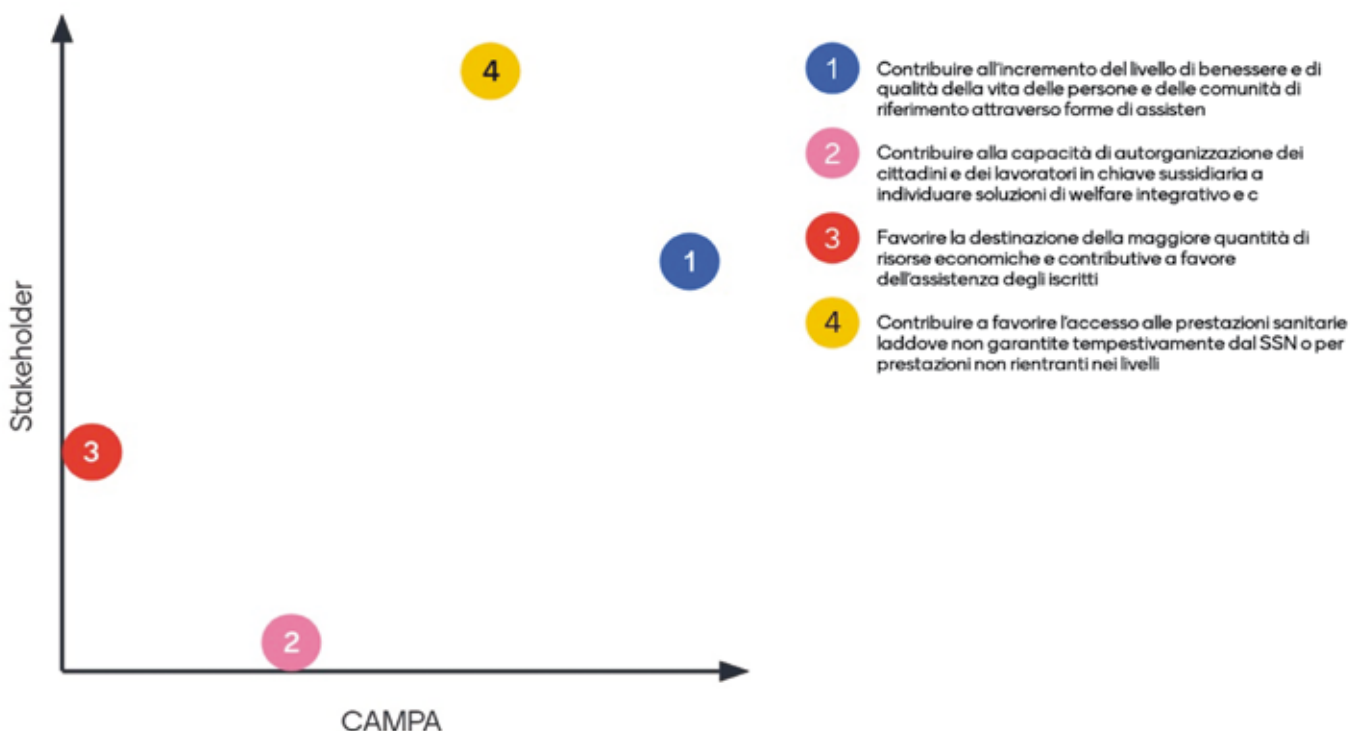 4
1
3
2
Stakeholder
CAMPA
1
Contribuire all'incremento del livello di benessere e di
qualità della vita delle persone e delle comunità di
riferimento attraverso forme di assisten
2
Contribuire alla capacità di autorganizzazione dei
cittadini e dei lavoratori in chiave sussidiaria a
individuare soluzioni di welfare integrativo e c
3
Favorire la destinazione della maggiore quantità di
risorse economiche e contributive a favore
dell'assistenza degli iscritti
4
Contribuire a favorire l'accesso alle prestazioni sanitarie
laddove non garantite tempestivamente dal SSN o per
prestazioni non rientranti nei livelli